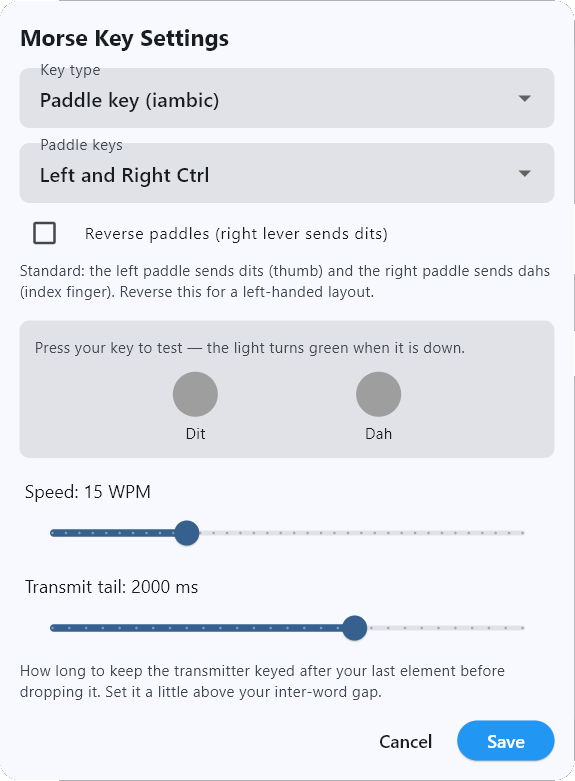 Morse Key Settings
Key type
Paddle key (iambic)
Paddle keys
Left and Right Ctrl
Reverse paddles (right lever sends dits)
Standard: the left paddle sends dits (thumb) and the right paddle sends dahs
(index finger). Reverse this for a left-handed layout.
Press your key to test — the light turns green when it is down.
Dit
Dah
Speed: 15 WPM
Transmit tail: 2000 ms
How long to keep the transmitter keyed after your last element before
dropping it. Set it a little above your inter-word gap.
Cancel
Save